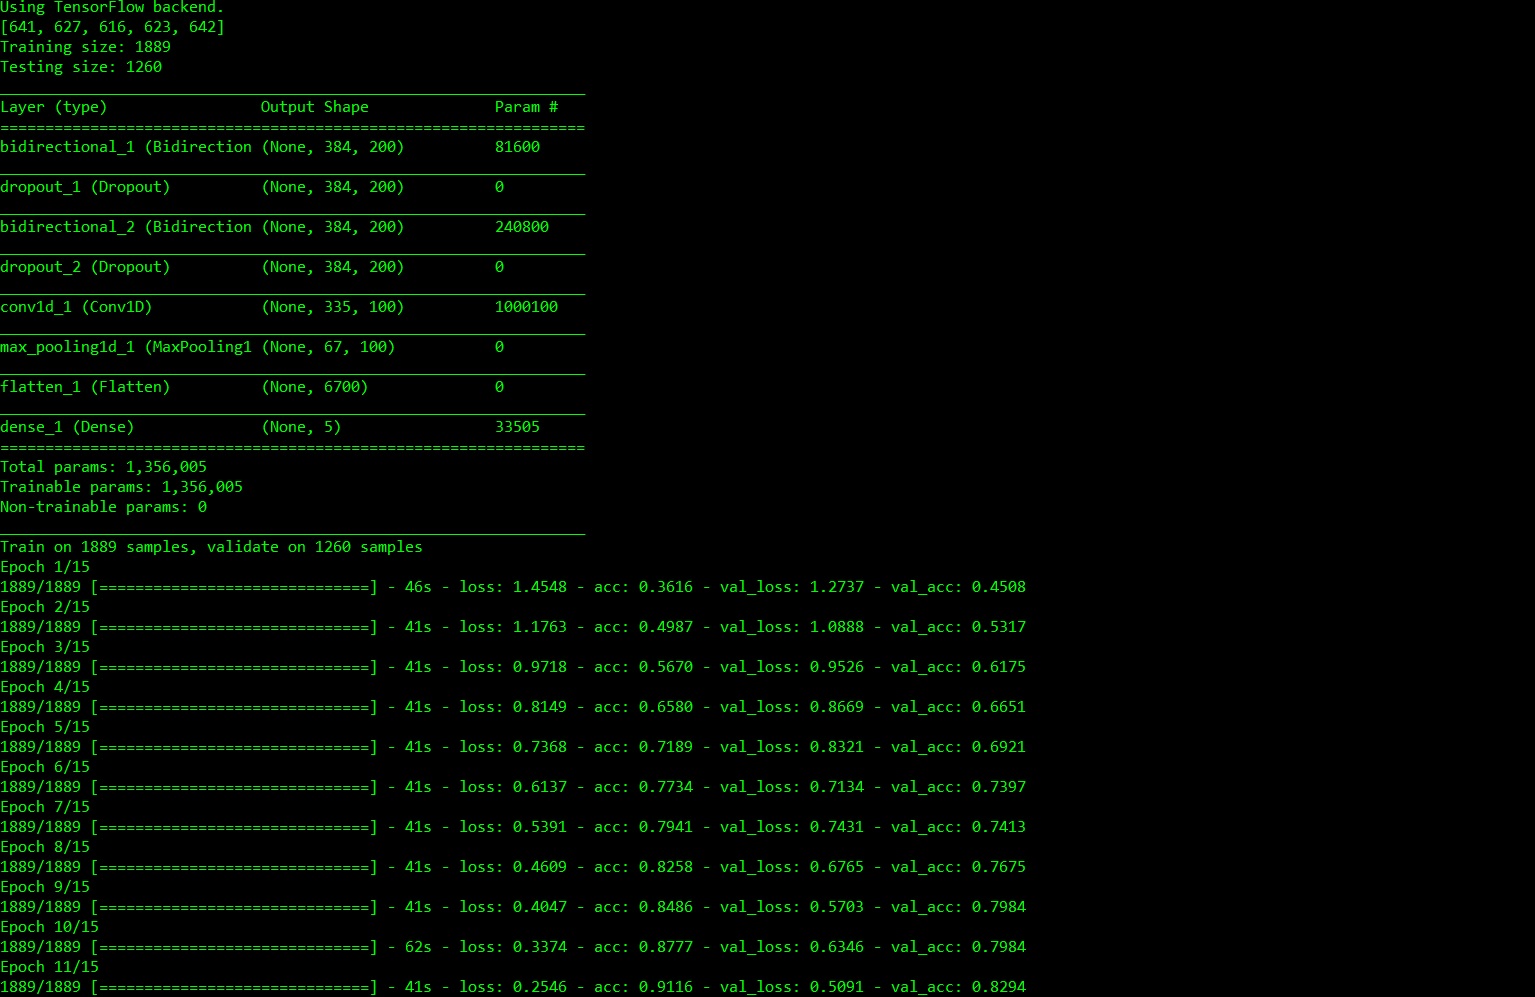 Using TensorFlow backend.
[641, 627, 616, 623, 642]
Training size: 1889
Testing size: 1260
_________________________________________________________________
Layer (type)                 Output Shape              Param #
=================================================================
bidirectional_1 (Bidirection (None, 384, 200)          81600
_________________________________________________________________
dropout_1 (Dropout)          (None, 384, 200)          0
_________________________________________________________________
bidirectional_2 (Bidirection (None, 384, 200)          240800
_________________________________________________________________
dropout_2 (Dropout)          (None, 384, 200)          0
_________________________________________________________________
conv1d_1 (Conv1D)            (None, 335, 100)          1000100
_________________________________________________________________
max_pooling1d_1 (MaxPooling1 (None, 67, 100)           0
_________________________________________________________________
flatten_1 (Flatten)          (None, 6700)              0
_________________________________________________________________
dense_1 (Dense)              (None, 5)                 33505
=================================================================
Total params: 1,356,005
Trainable params: 1,356,005
Non-trainable params: 0
_________________________________________________________________
Train on 1889 samples, validate on 1260 samples
Epoch 1/15
1889/1889 [==============================] - 46s - loss: 1.4548 - acc: 0.3616 - val_loss: 1.2737 - val_acc: 0.4508
Epoch 2/15
1889/1889 [==============================] - 41s - loss: 1.1763 - acc: 0.4987 - val_loss: 1.0888 - val_acc: 0.5317
Epoch 3/15
1889/1889 [==============================] - 41s - loss: 0.9718 - acc: 0.5670 - val_loss: 0.9526 - val_acc: 0.6175
Epoch 4/15
1889/1889 [==============================] - 41s - loss: 0.8149 - acc: 0.6580 - val_loss: 0.8669 - val_acc: 0.6651
Epoch 5/15
1889/1889 [==============================] - 41s - loss: 0.7368 - acc: 0.7189 - val_loss: 0.8321 - val_acc: 0.6921
Epoch 6/15
1889/1889 [==============================] - 41s - loss: 0.6137 - acc: 0.7734 - val_loss: 0.7134 - val_acc: 0.7397
Epoch 7/15
1889/1889 [==============================] - 41s - loss: 0.5391 - acc: 0.7941 - val_loss: 0.7431 - val_acc: 0.7413
Epoch 8/15
1889/1889 [==============================] - 41s - loss: 0.4609 - acc: 0.8258 - val_loss: 0.6765 - val_acc: 0.7675
Epoch 9/15
1889/1889 [==============================] - 41s - loss: 0.4047 - acc: 0.8486 - val_loss: 0.5703 - val_acc: 0.7984
Epoch 10/15
1889/1889 [==============================] - 62s - loss: 0.3374 - acc: 0.8777 - val_loss: 0.6346 - val_acc: 0.7984
Epoch 11/15
1889/1889 [==============================] - 41s - loss: 0.2546 - acc: 0.9116 - val_loss: 0.5091 - val_acc: 0.8294